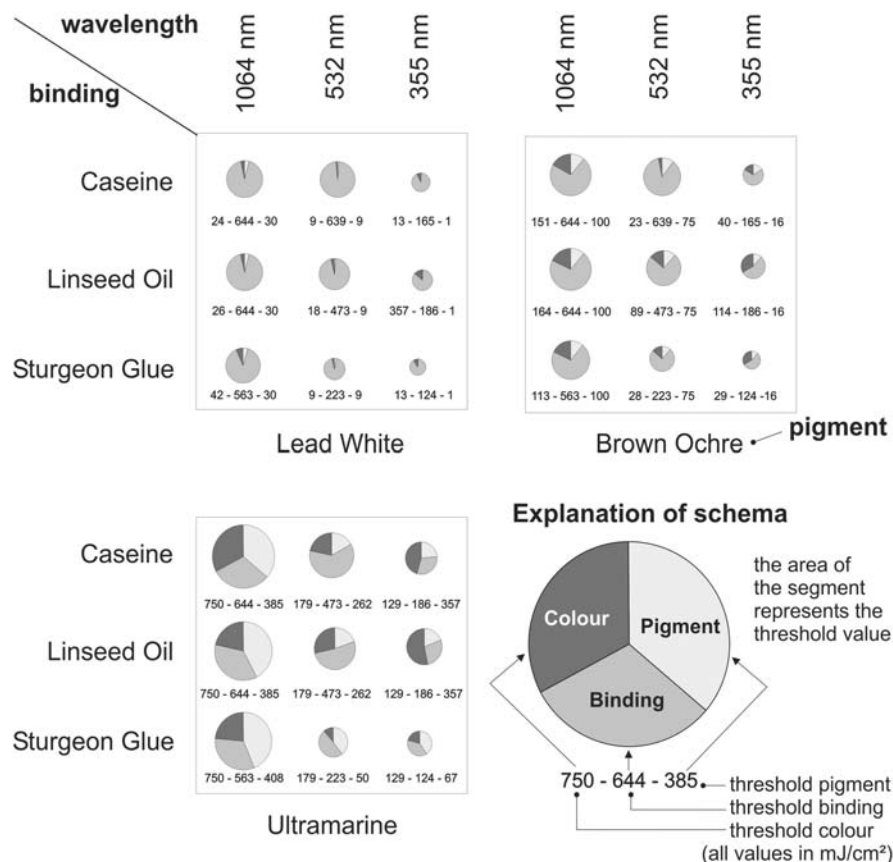 wavelength
binding
1064 nm
532 nm
355 nm
1064 nm
532 nm
355 nm
Caseine
24 - 644 - 30
9 - 639 - 9
13 - 165 - 1
151 - 644 - 100
23 - 639 - 75
40 - 165 - 16
Linseed Oil
26 - 644 - 30
18 - 473 - 9
357 - 186 - 1
164 - 644 - 100
89 - 473 - 75
114 - 186 - 16
Sturgeon Glue
42 - 563 - 30
9 - 223 - 9
13 - 124 - 1
113 - 563 - 100
28 - 223 - 75
29 - 124 -16
Lead White
Brown Ochre
pigment
Caseine
750 - 644 - 385
179 - 473 - 262
129 - 186 - 357
Linseed Oil
750 - 644 - 385
179 - 473 - 262
129 - 186 - 357
Sturgeon Glue
750 - 563 - 408
179 - 223 - 50
129 - 124 - 67
Ultramarine
Explanation of schema
the area of
the segment
represents the
threshold value
Colour
Pigment
Binding
750 - 644 - 385
threshold pigment
threshold binding
threshold colour
(all values in mJ/cm²)